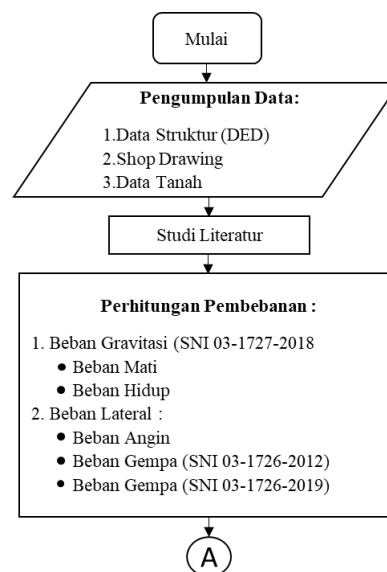 Mulai
Pengumpulan Data:
1.Data Struktur (DED)
2.Shop Drawing
3.Data Tanah
Studi Literatur
Perhitungan Pembebanan :
1. Beban Gravitasi (SNI 03-1727-2018
• Beban Mati
• Beban Hidup
2. Beban Lateral :
• Beban Angin
• Beban Gempa (SNI 03-1726-2012)
• Beban Gempa (SNI 03-1726-2019)
A